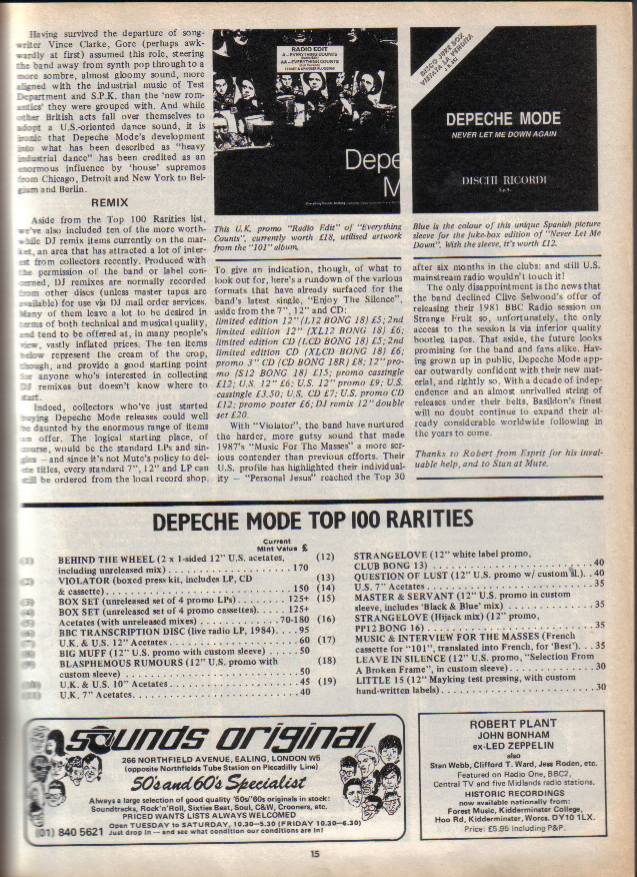 Having survived the departure of song-
writer Vince Clarke, Gore (perhaps awk-
wardly at first) assumed this role, steering
the band away from synth pop through to a
more sombre, almost gloomy sound, more
aligned with the industrial music of Test
Department and S.P.K. than the 'new rom-
antics' they were grouped with. And while
other British acts fall over themselves to
adopt a U.S.-oriented dance sound, it is
ironic that Depeche Mode's development
into what has been described as "heavy
industrial dance" has been credited as an
enormous influence by 'house' supremos
from Chicago, Detroit and New York to Bel-
gium and Berlin.
REMIX
Aside from the Top 100 Rarities list,
we've also included ten of the more worth-
while DJ remix items currently on the mar-
ket, an area that has attracted a lot of inter-
est from collectors recently. Produced with
the permission of the band or label con-
cerned, DJ remixes are normally recorded
from other discs (unless master tapes are
available) for use via DJ mail order services.
Many of them leave a lot to be desired in
terms of both technical and musical quality,
and tend to be offered at, in many people's
view, vastly inflated prices. The ten items
below represent the cream of the crop,
though, and provide a good starting point
for anyone who's interested in collecting
DJ remixes but doesn't know where to
start.
Indeed, collectors who've just started
buying Depeche Mode releases could well
be daunted by the enormous range of items
on offer. The logical starting place, of
course, would be the standard LPs and sin-
gles — and since it's not Mute's policy to del-
ete titles, every standard 7", 12" and LP can
still be ordered from the local record shop.
RADIO EDIT
A—EVERYTHING COUNTS
AA—EVERYTHING COUNTS
Depe
M
This U.K. promo "Radio Edit" of "Everything
Counts", currently worth £18, utilised artwork
from the "101" album.
To give an indication, though, of what to
look out for, here's a rundown of the various
formats that have already surfaced for the
band's latest single, "Enjoy The Silence",
aside from the 7", 12" and CD:
limited edition 12" (L12 BONG 18) £5; 2nd
limited edition 12" (XL12 BONG 18) £6;
limited edition CD (LCD BONG 18) £5; 2nd
limited edition CD (XLCD BONG 18) £6;
promo 3" CD (CD BONG 18R) £8; 12" pro-
mo (S12 BONG 18) £15; promo cassingle
£12; U.S. 12" £6; U.S. 12" promo £9; U.S.
cassingle £3.50; U.S. CD £7; U.S. promo CD
£12; promo poster £6; DJ remix 12" double
set £20.
With "Violator", the band have nurtured
the harder, more gutsy sound that made
1987's "Music For The Masses" a more ser-
ious contender than previous efforts. Their
U.S. profile has highlighted their individual-
ity — "Personal Jesus" reached the Top 30
DISCO JUKE BOX
VIETATA LA VENDITA
DEPECHE MODE
NEVER LET ME DOWN AGAIN
DISCHI RICORDI
S.p.A.
Blue is the colour of this unique Spanish picture
sleeve for the juke-box edition of "Never Let Me
Down". With the sleeve, it's worth £12.
after six months in the clubs; and still U.S.
mainstream radio wouldn't touch it!
The only disappointment is the news that
the band declined Clive Selwood's offer of
releasing their 1981 BBC Radio session on
Strange Fruit so, unfortunately, the only
access to the session is via inferior quality
bootleg tapes. That aside, the future looks
promising for the band and fans alike. Hav-
ing grown up in public, Depeche Mode app-
ear outwardly confident with their new mat-
erial, and rightly so. With a decade of indep-
endence and an almost unrivalled string of
releases under their belts, Basildon's finest
will no doubt continue to expand their al-
ready considerable worldwide following in
the years to come.
Thanks to Robert from Esprit for his inval-
uable help, and to Stan at Mute.
DEPECHE MODE TOP 100 RARITIES
Current
Mint Value £
(1) BEHIND THE WHEEL (2 x 1-sided 12" U.S. acetates,
including unreleased mix) 170
(2) VIOLATOR (boxed press kit, includes LP, CD
& cassette) 150
(3) BOX SET (unreleased set of 4 promo LPs) 125+
(4) BOX SET (unreleased set of 4 promo cassettes) 125+
(5) Acetates (with unreleased mixes) 70-180
(6) BBC TRANSCRIPTION DISC (live radio LP, 1984) 95
(7) U.K. & U.S. 12" Acetates 60
(8) BIG MUFF (12" U.S. promo with custom sleeve) 50
(9) BLASPHEMOUS RUMOURS (12" U.S. promo with
custom sleeve) 50
(10) U.K. & U.S. 10" Acetates 45
(11) U.K. 7" Acetates 40
(12) STRANGELOVE (12" white label promo,
CLUB BONG 13) 40
(13) QUESTION OF LUST (12" U.S. promo w/ custom sl.) 40
(14) U.S. 7" Acetates 35
(15) MASTER & SERVANT (12" U.S. promo in custom
sleeve, includes 'Black & Blue' mix) 35
(16) STRANGELOVE (Hijack mix) (12" promo,
PP12 BONG 16) 35
(17) MUSIC & INTERVIEW FOR THE MASSES (French
cassette for "101", translated into French, for 'Best') 35
(18) LEAVE IN SILENCE (12" U.S. promo, "Selection From
A Broken Frame", in custom sleeve) 30
(19) LITTLE 15 (12" Mayking test pressing, with custom
hand-written labels) 30
sounds original
266 NORTHFIELD AVENUE, EALING, LONDON W5
(opposite Northfields Tube Station on Piccadilly Line)
50's and 60's Specialist
Always a large selection of good quality '50s/'60s originals in stock:
Soundtracks, Rock'n'Roll, Sixties Beat, Soul, C&W, Crooners, etc.
PRICED WANTS LISTS ALWAYS WELCOMED
Open TUESDAY to SATURDAY, 10.30–5.30 (FRIDAY 10.30–6.30)
(01) 840 5621 Just drop in — and see what condition our conditions are in!
ROBERT PLANT
JOHN BONHAM
ex-LED ZEPPELIN
also
Stan Webb, Clifford T. Ward, Jess Roden, etc.
Featured on Radio One, BBC2,
Central TV and five Midlands radio stations.
HISTORIC RECORDINGS
now available nationally from:
Forest Music, Kidderminster College,
Hoo Rd, Kidderminster, Worcs. DY10 1LX.
Price: £5.95 including P&P.
15